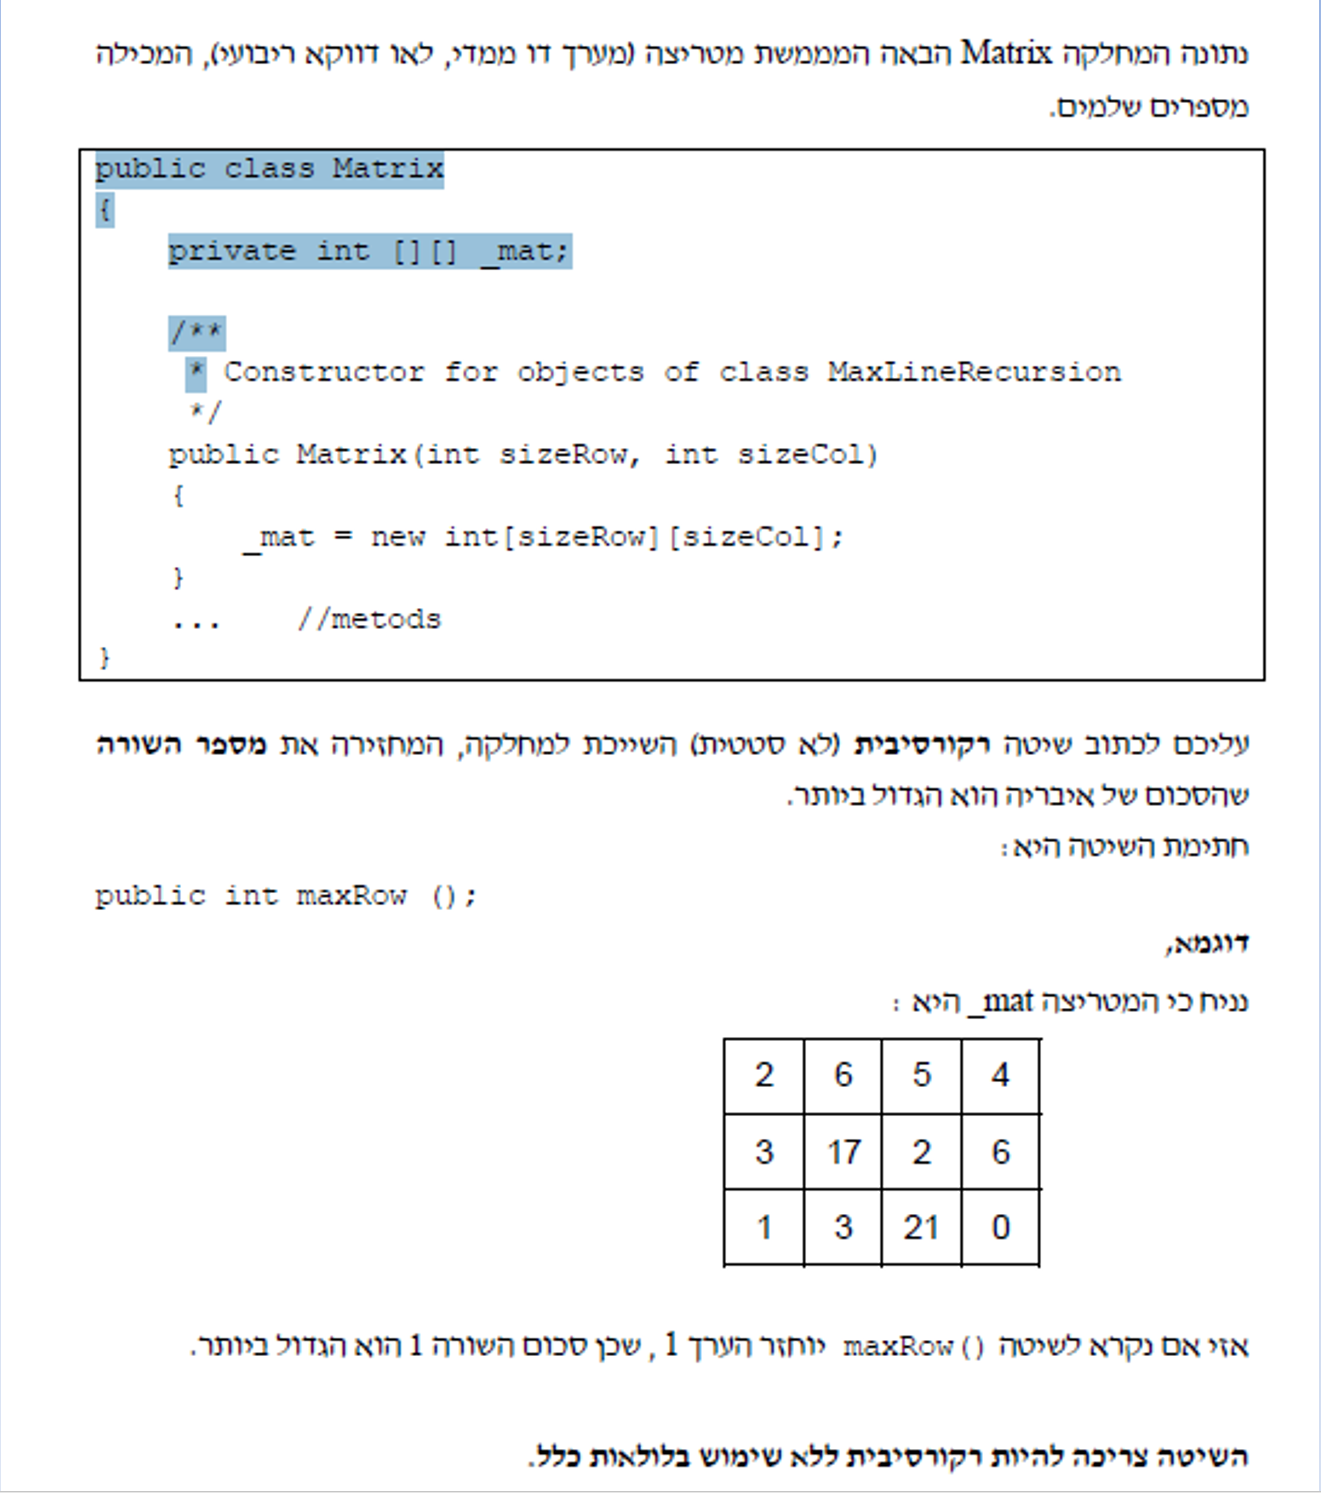 נתונה המחלקה Matrix הבאה המממשת מטריצה (מערך דו ממדי, לאו דווקא ריבועי), המכילה
מספרים שלמים.
public class Matrix
{
private int [][] _mat;
/**
* Constructor for objects of class MaxLineRecursion
*/
public Matrix(int sizeRow, int sizeCol)
{
_mat = new int[sizeRow][sizeCol];
}
... //metods
}
עליכם לכתוב שיטה רקורסיבית (לא סטטית) השייכת למחלקה, המחזירה את מספר השורה
שהסכום של איבריה הוא הגדול ביותר.
חתימת השיטה היא:
public int maxRow ();
דוגמא,
נניח כי המטריצה _mat היא :
2 6 5 4
3 17 2 6
1 3 21 0
אזי אם נקרא לשיטה maxRow() יוחזר הערך 1 , שכן סכום השורה 1 הוא הגדול ביותר.
השיטה צריכה להיות רקורסיבית ללא שימוש בלולאות כלל.